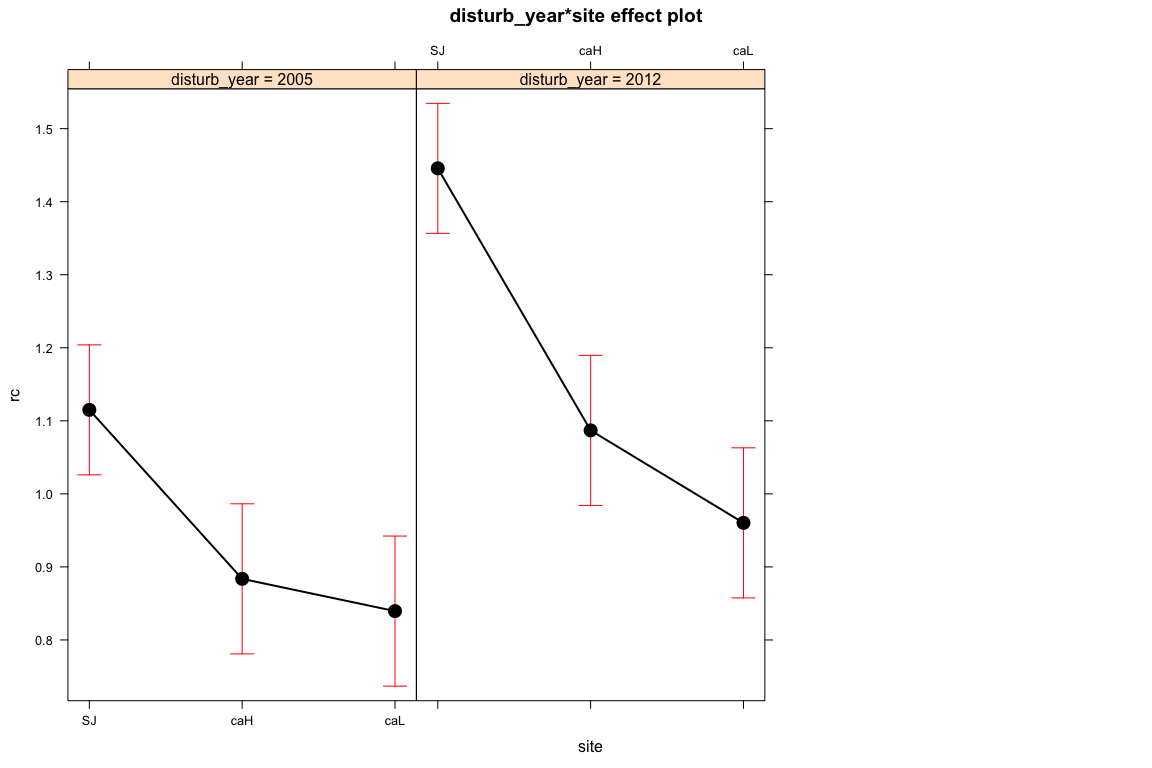 disturb_year*site effect plot
SJ caH caL
disturb_year = 2005 disturb_year = 2012
1.5
1.4
1.3
1.2
1.1
1.0
0.9
0.8
rc
SJ caH caL
site